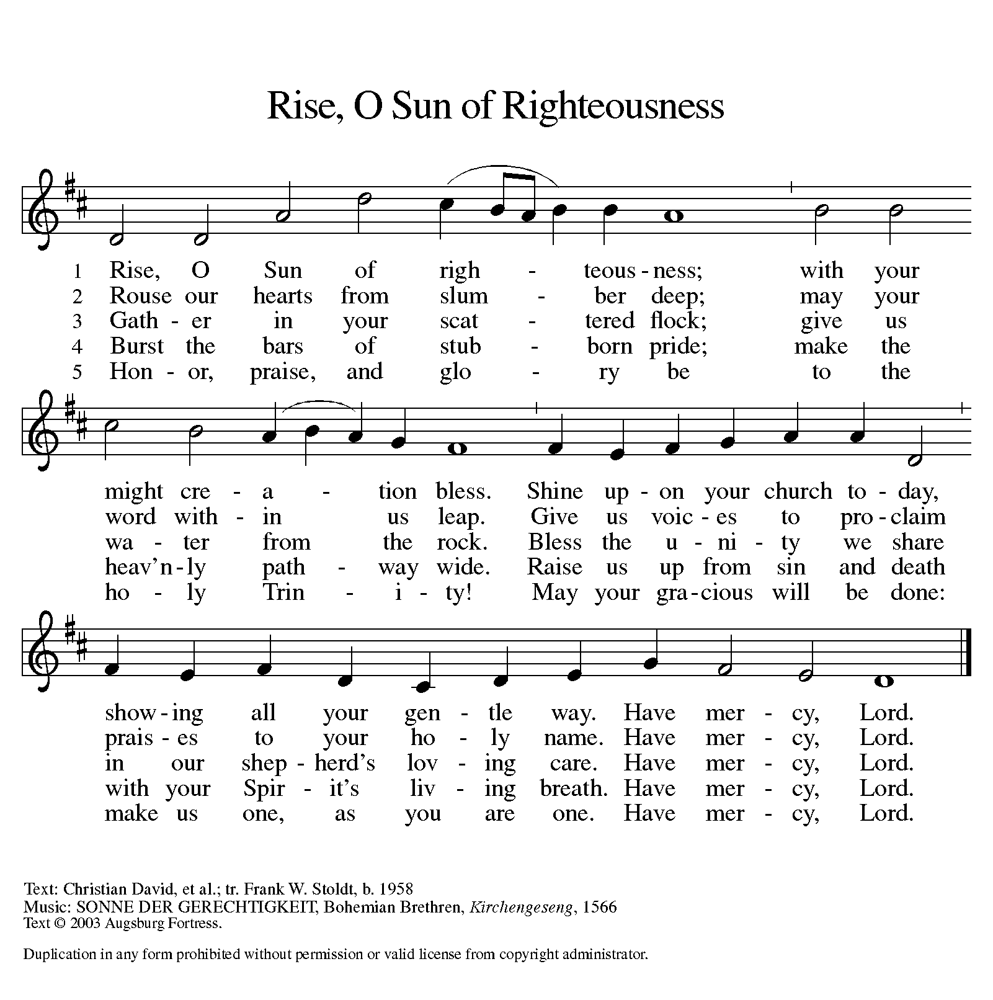 Rise, O Sun of Righteousness
1 Rise, O Sun of righ - teous - ness; with your
2 Rouse our hearts from slum - ber deep; may your
3 Gath - er in your scat - tered flock; give us
4 Burst the bars of stub - born pride; make the
5 Hon - or, praise, and glo - ry be to the
might cre - a - tion bless. Shine up - on your church to - day,
word with - in us leap. Give us voic - es to pro - claim
wa - ter from the rock. Bless the u - ni - ty we share
heav’n - ly path - way wide. Raise us up from sin and death
ho - ly Trin - i - ty! May your gra - cious will be done:
show - ing all your gen - tle way. Have mer - cy, Lord.
prais - es to your ho - ly name. Have mer - cy, Lord.
in our shep - herd’s lov - ing care. Have mer - cy, Lord.
with your Spir - it’s liv - ing breath. Have mer - cy, Lord.
make us one, as you are one. Have mer - cy, Lord.
Text: Christian David, et al.; tr. Frank W. Stoldt, b. 1958
Music: SONNE DER GERECHTIGKEIT, Bohemian Brethren, Kirchengeseng, 1566
Text © 2003 Augsburg Fortress.
Duplication in any form prohibited without permission or valid license from copyright administrator.